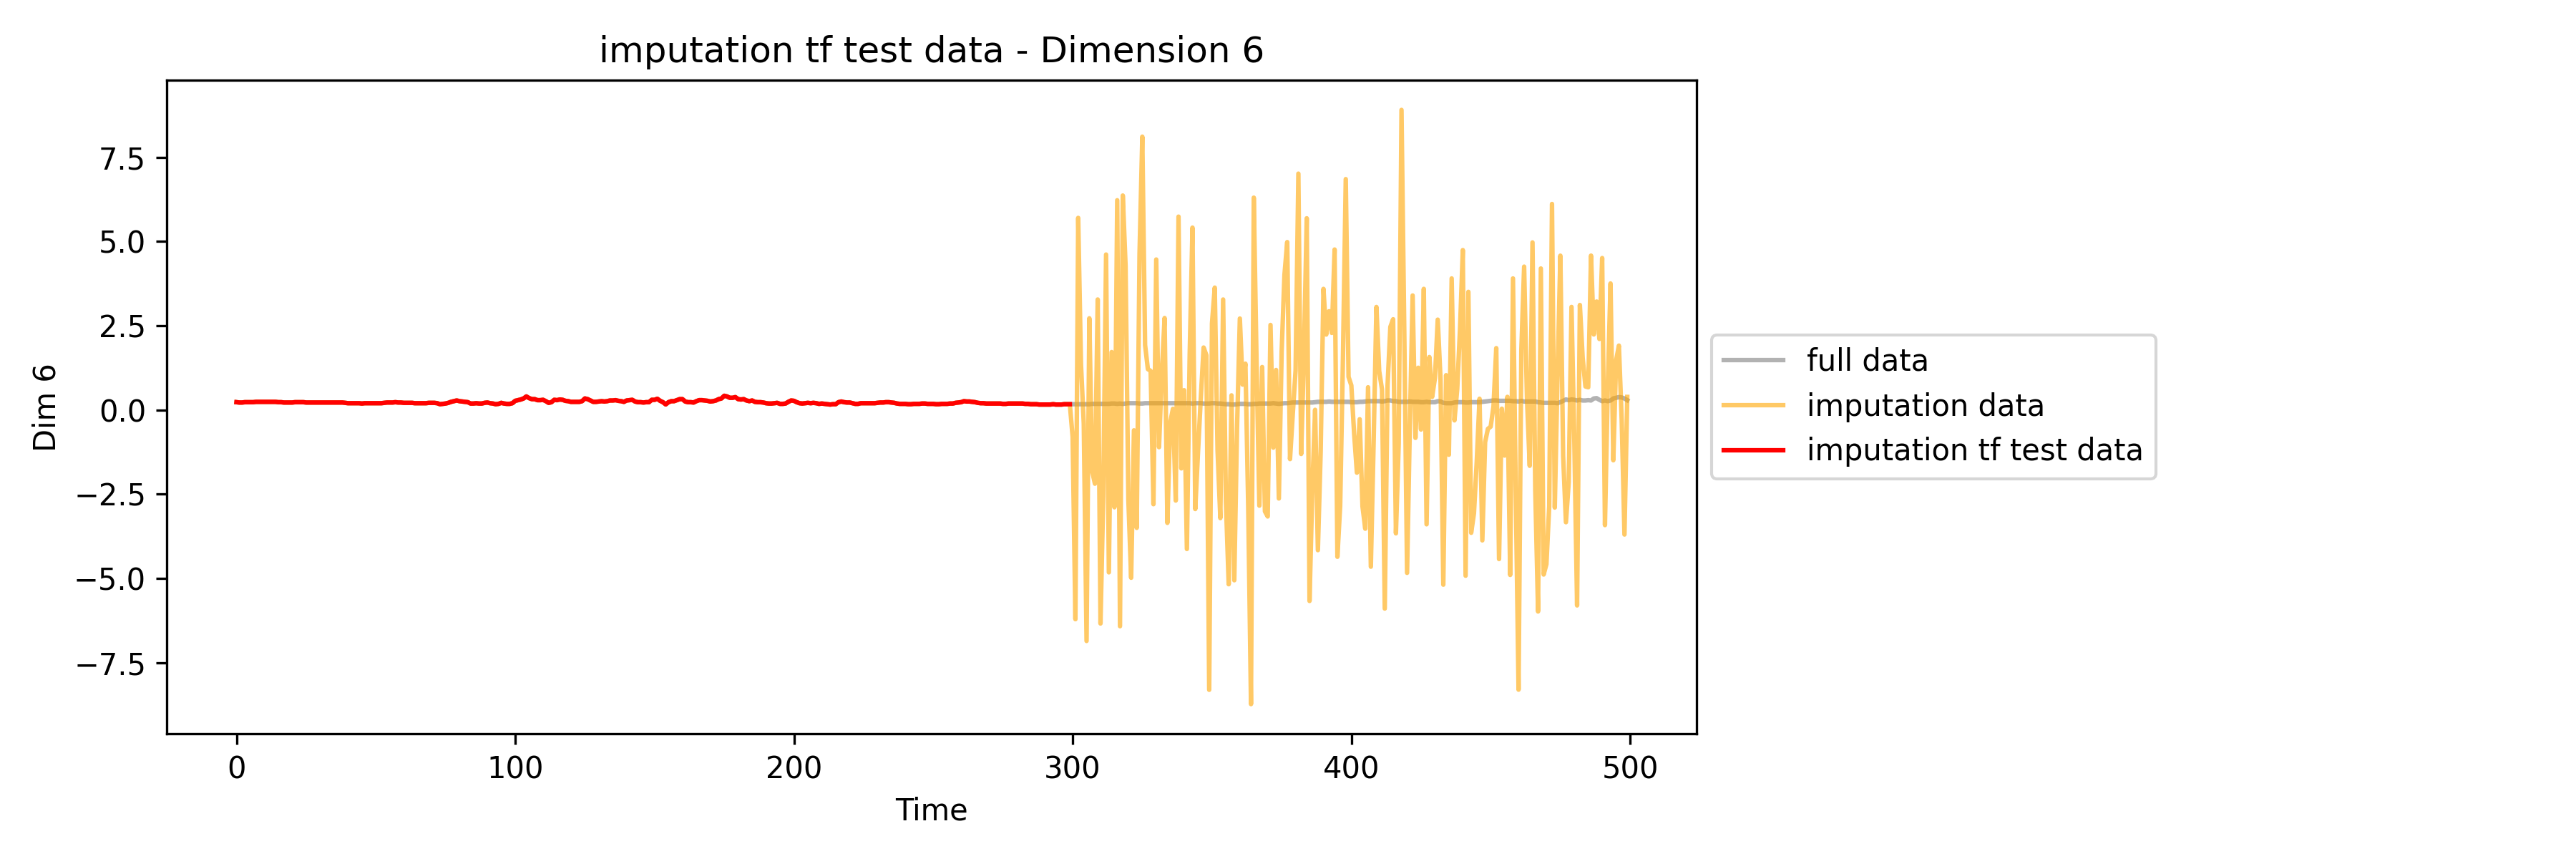 imputation tf test data - Dimension 6
Dim 6
7.5
5.0
2.5
0.0
−2.5
−5.0
−7.5
0
100
200
300
400
500
Time
full data
imputation data
imputation tf test data